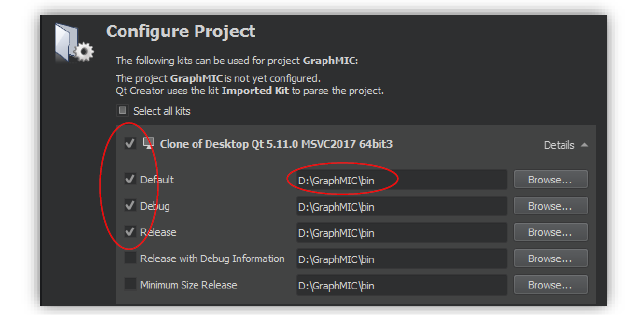 Configure Project
The following kits can be used for project GraphMIC:
The project GraphMIC is not yet configured.
Qt Creator uses the kit Imported Kit to parse the project.
Select all kits
Clone of Desktop Qt 5.11.0 MSVC2017 64bit3 Details
Default D:\GraphMIC\bin Browse...
Debug D:\GraphMIC\bin Browse...
Release D:\GraphMIC\bin Browse...
Release with Debug Information D:\GraphMIC\bin Browse...
Minimum Size Release D:\GraphMIC\bin Browse...